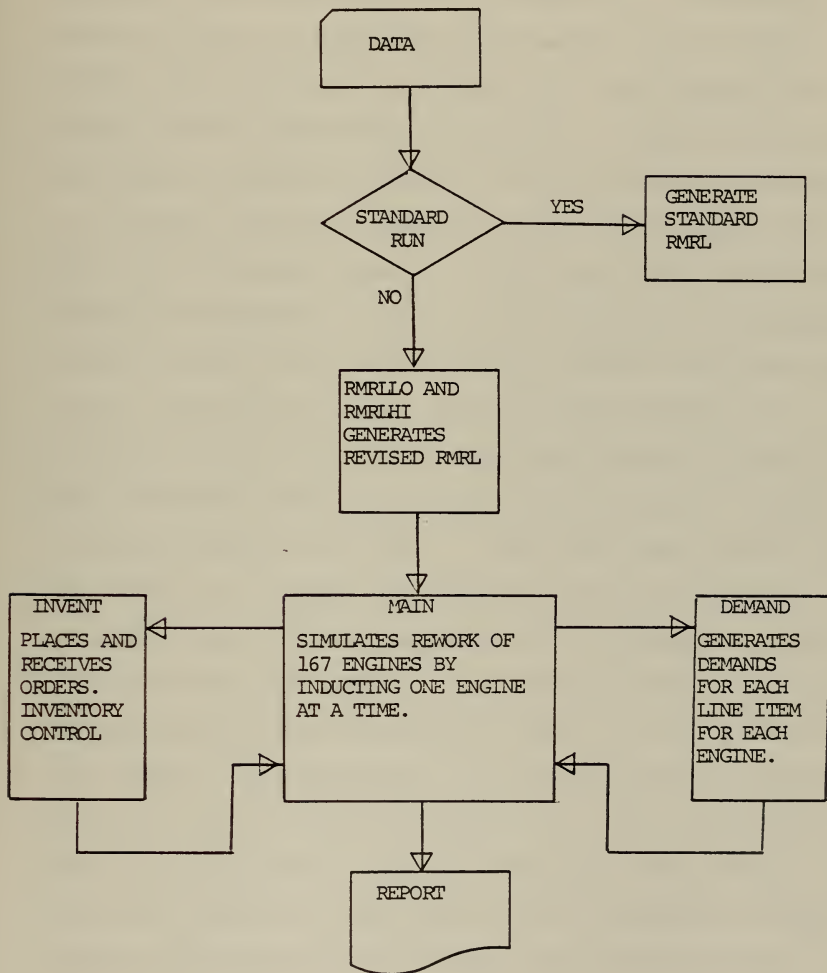 DATA
STANDARD
RUN
YES
GENERATE
STANDARD
RMRL
NO
RMRLLO AND
RMRLHI
GENERATES
REVISED RMRL
INVENT
PLACES AND
RECEIVES
ORDERS.
INVENTORY
CONTROL
MAIN
SIMULATES REWORK OF
167 ENGINES BY
INDUCTING ONE ENGINE
AT A TIME.
DEMAND
GENERATES
DEMANDS
FOR EACH
LINE ITEM
FOR EACH
ENGINE.
REPORT